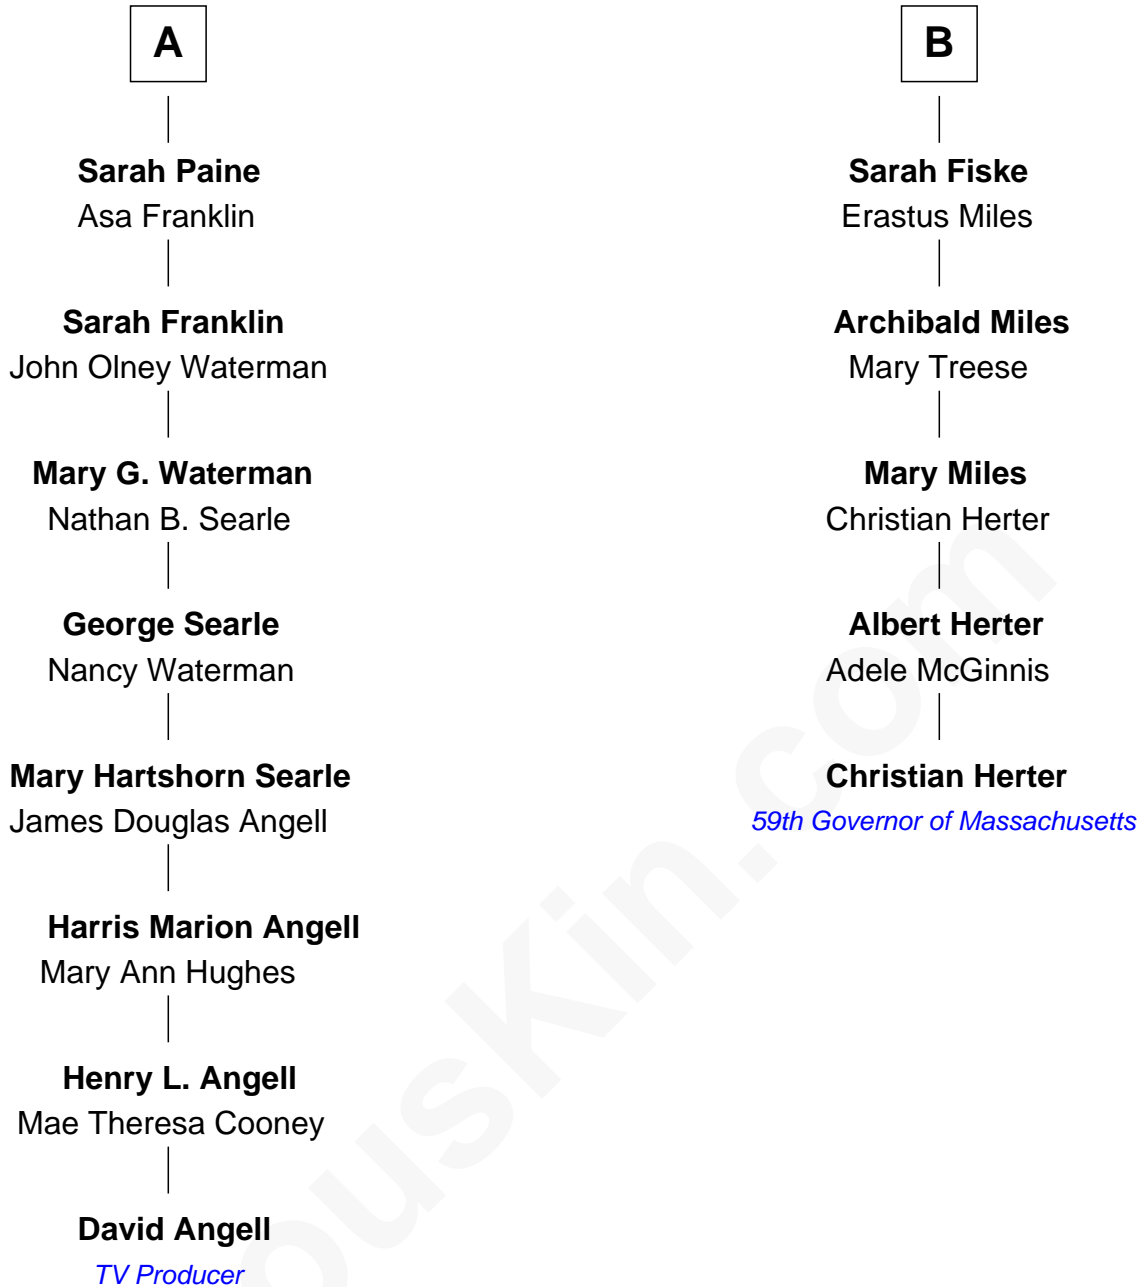 A
Sarah Paine
Asa Franklin
Sarah Franklin
John Olney Waterman
Mary G. Waterman
Nathan B. Searle
George Searle
Nancy Waterman
Mary Hartshorn Searle
James Douglas Angell
Harris Marion Angell
Mary Ann Hughes
Henry L. Angell
Mae Theresa Cooney
David Angell
TV Producer
B
Sarah Fiske
Erastus Miles
Archibald Miles
Mary Treese
Mary Miles
Christian Herter
Albert Herter
Adele McGinnis
Christian Herter
59th Governor of Massachusetts
ousKin.com